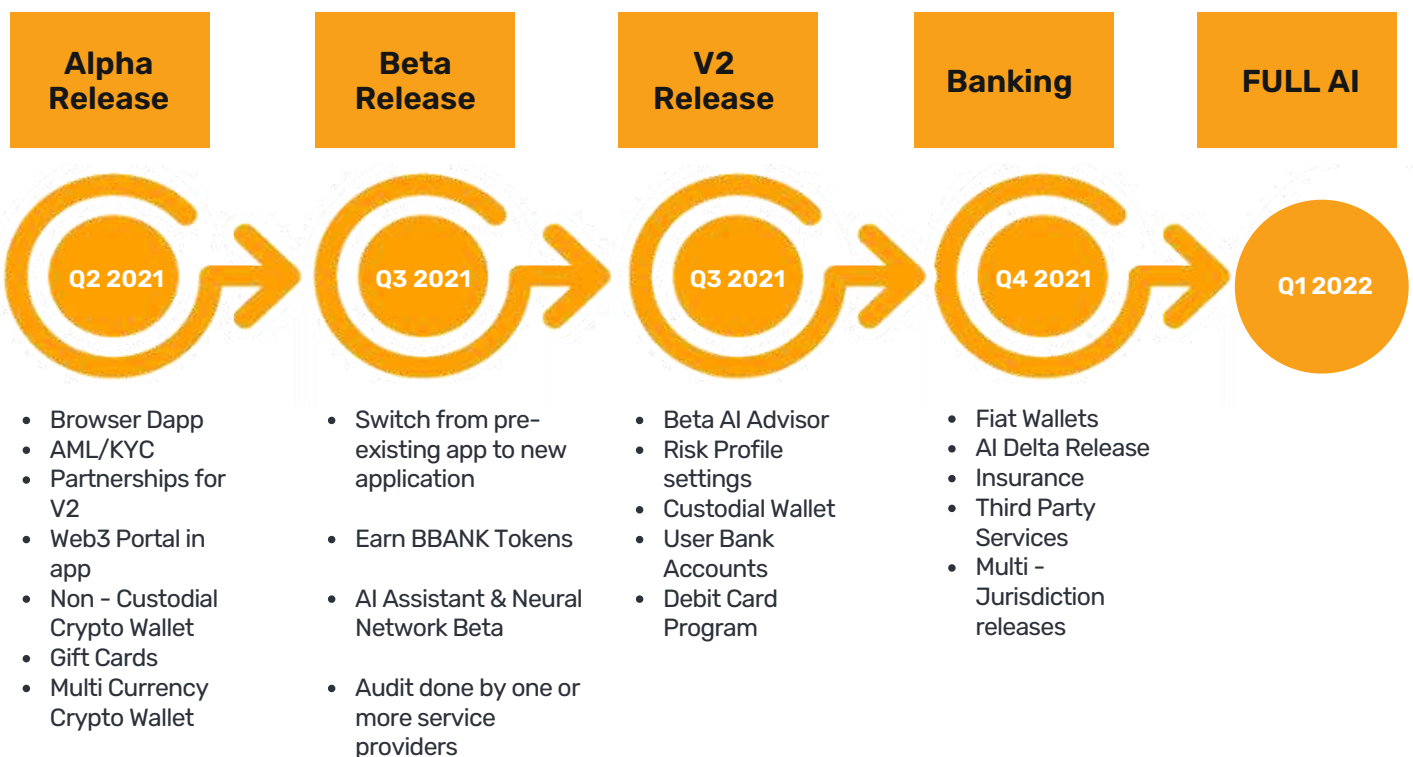 Alpha
Release
Beta
Release
V2
Release
Banking
FULL AI
Q2 2021
Q3 2021
Q3 2021
Q4 2021
Q1 2022
• Browser Dapp
• AML/KYC
• Partnerships for
V2
• Web3 Portal in
app
• Non - Custodial
Crypto Wallet
• Gift Cards
• Multi Currency
Crypto Wallet
• Switch from pre-
existing app to new
application
• Earn BBANK Tokens
• AI Assistant & Neural
Network Beta
• Audit done by one or
more service
providers
• Beta AI Advisor
• Risk Profile
settings
• Custodial Wallet
• User Bank
Accounts
• Debit Card
Program
• Fiat Wallets
• AI Delta Release
• Insurance
• Third Party
Services
• Multi -
Jurisdiction
releases